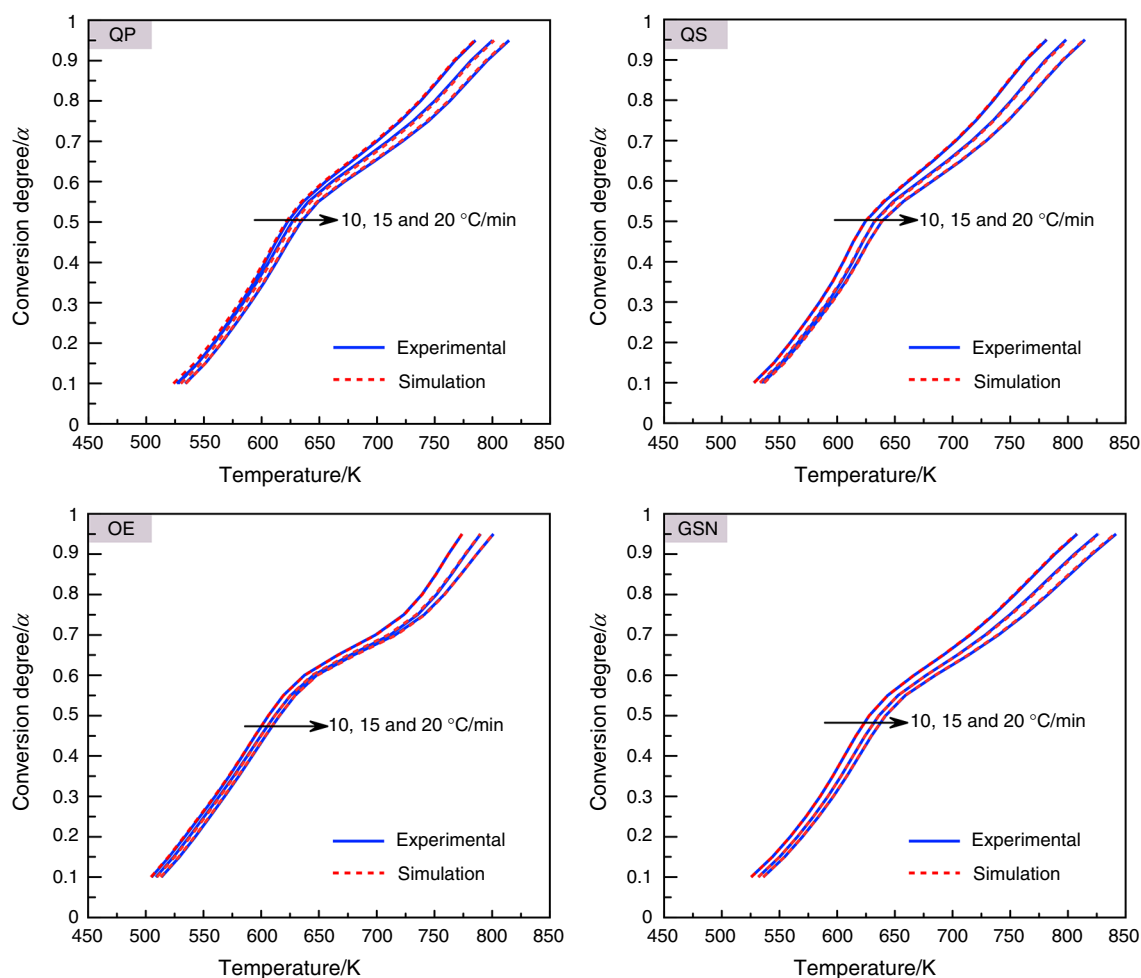 QP
1
0.9
0.8
0.7
0.6
0.5
0.4
0.3
0.2
0.1
0
Conversion degree/α
10, 15 and 20 °C/min
Experimental
Simulation
450 500 550 600 650 700 750 800 850
Temperature/K
QS
1
0.9
0.8
0.7
0.6
0.5
0.4
0.3
0.2
0.1
0
Conversion degree/α
10, 15 and 20 °C/min
Experimental
Simulation
450 500 550 600 650 700 750 800 850
Temperature/K
OE
1
0.9
0.8
0.7
0.6
0.5
0.4
0.3
0.2
0.1
0
Conversion degree/α
10, 15 and 20 °C/min
Experimental
Simulation
450 500 550 600 650 700 750 800 850
Temperature/K
GSN
1
0.9
0.8
0.7
0.6
0.5
0.4
0.3
0.2
0.1
0
Conversion degree/α
10, 15 and 20 °C/min
Experimental
Simulation
450 500 550 600 650 700 750 800 850
Temperature/K